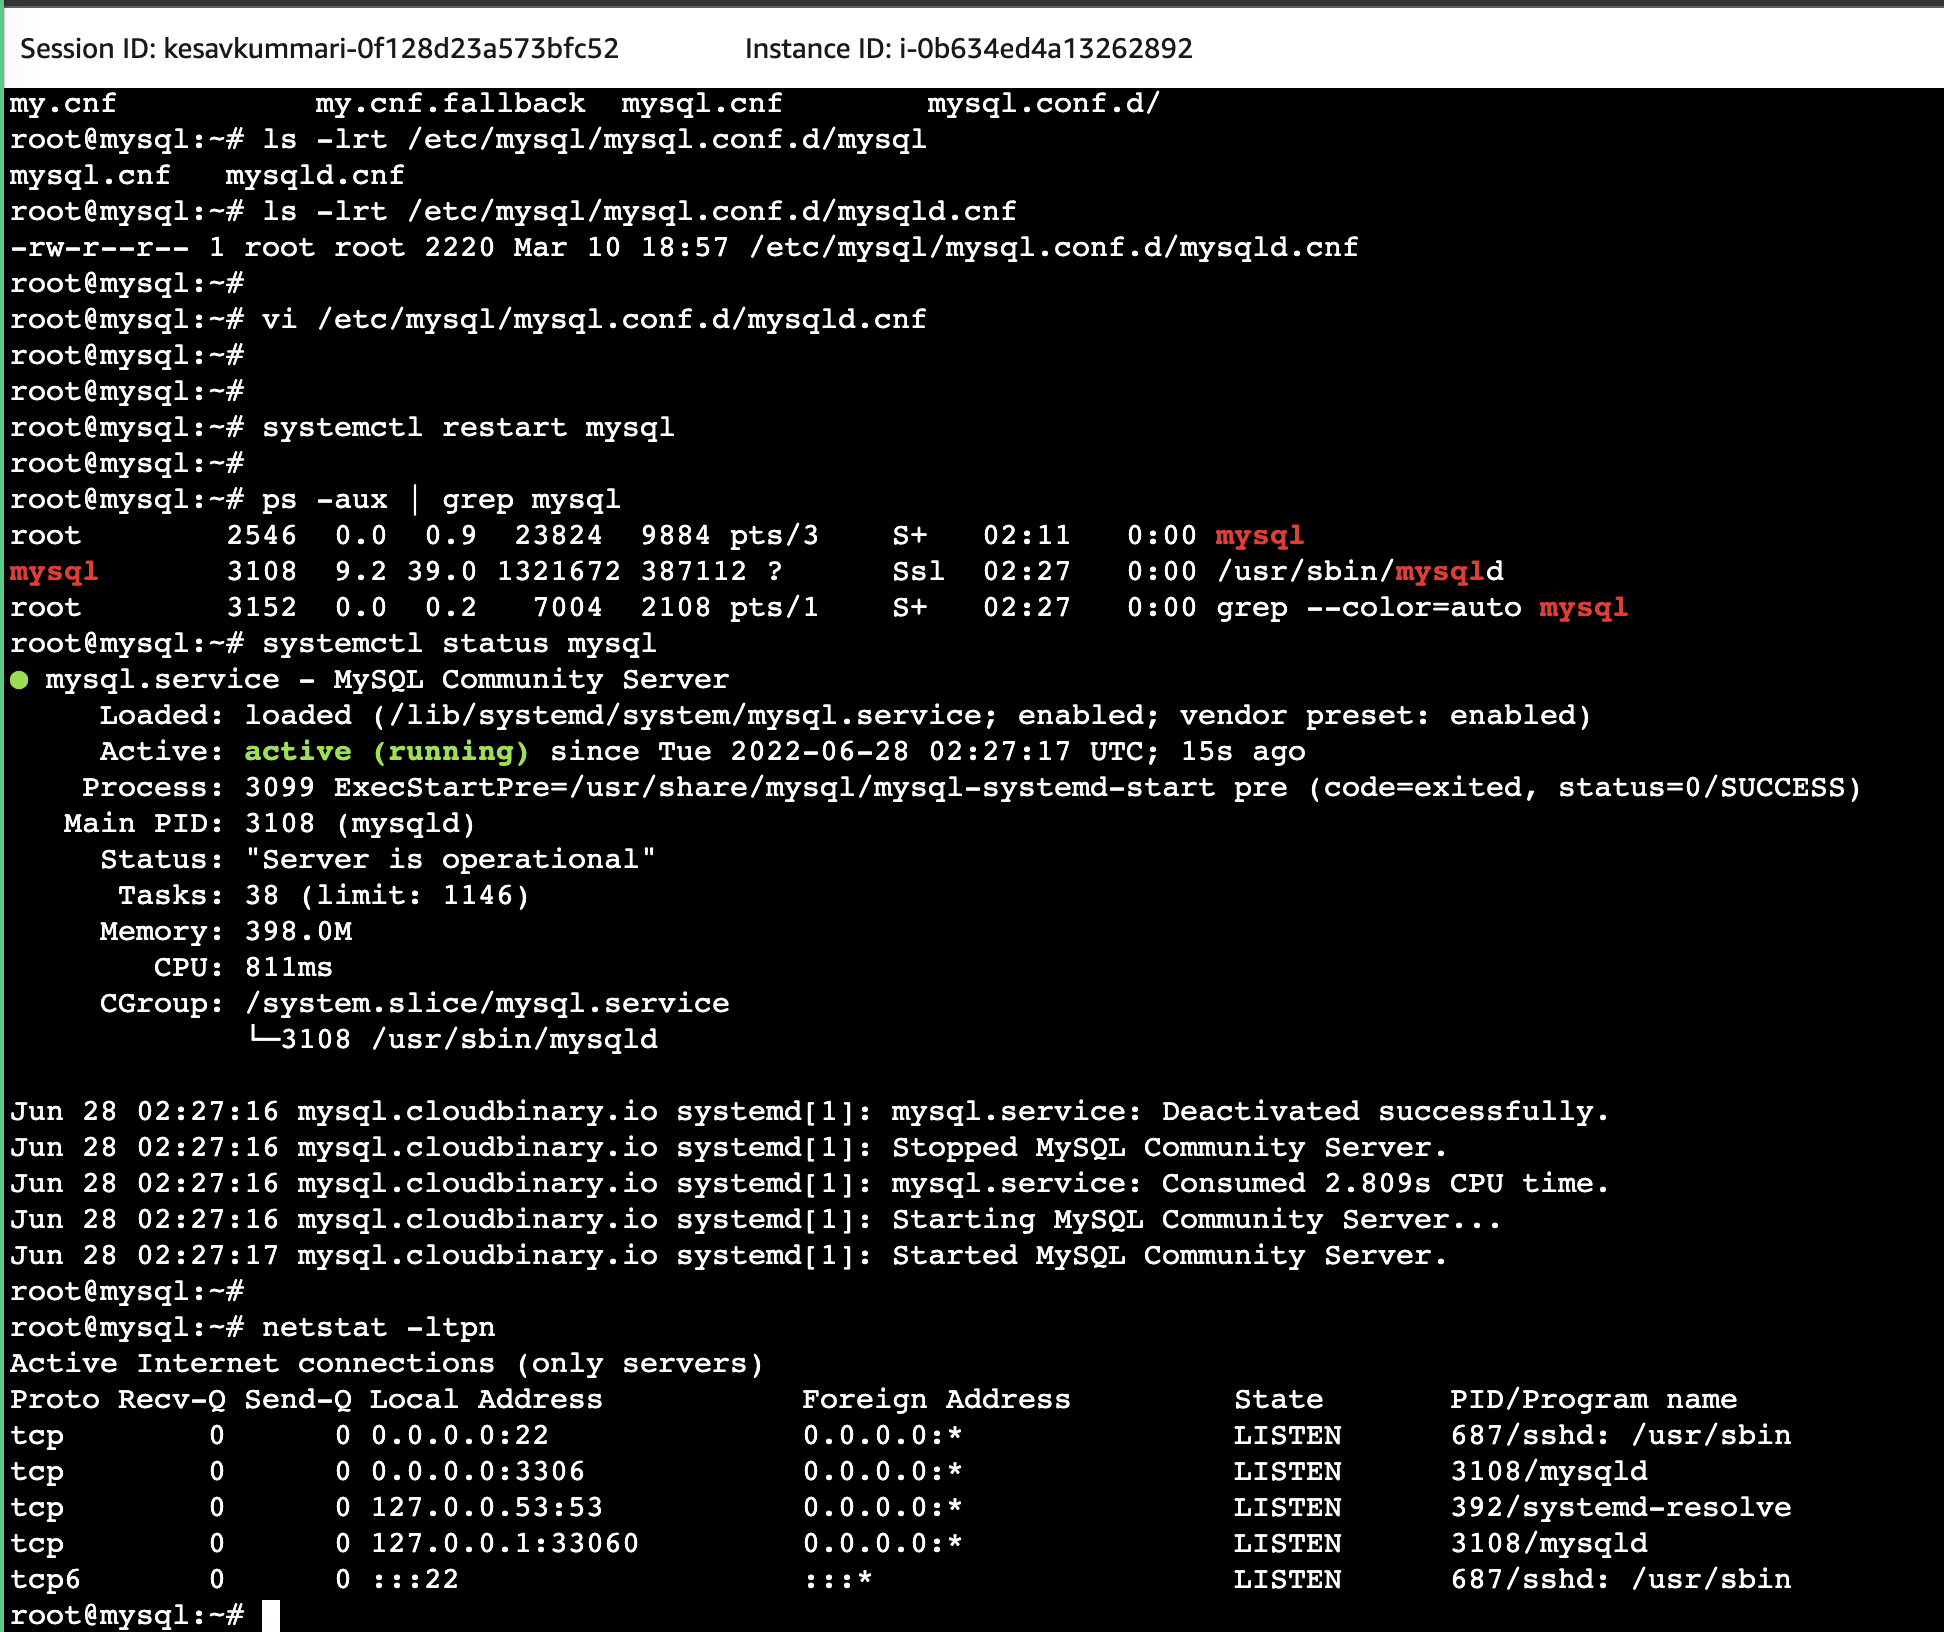 Session ID: kesavkummari-0f128d23a573bfc52 Instance ID: i-0b634ed4a13262892
my.cnf my.cnf.fallback mysql.cnf mysql.conf.d/
root@mysql:~# ls -lrt /etc/mysql/mysql.conf.d/mysql
mysql.cnf mysqld.cnf
root@mysql:~# ls -lrt /etc/mysql/mysql.conf.d/mysqld.cnf
-rw-r--r-- 1 root root 2220 Mar 10 18:57 /etc/mysql/mysql.conf.d/mysqld.cnf
root@mysql:~#
root@mysql:~# vi /etc/mysql/mysql.conf.d/mysqld.cnf
root@mysql:~#
root@mysql:~#
root@mysql:~# systemctl restart mysql
root@mysql:~#
root@mysql:~# ps -aux | grep mysql
root 2546 0.0 0.9 23824 9884 pts/3 S+ 02:11 0:00 mysql
mysql 3108 9.2 39.0 1321672 387112 ? Ssl 02:27 0:00 /usr/sbin/mysqld
root 3152 0.0 0.2 7004 2108 pts/1 S+ 02:27 0:00 grep --color=auto mysql
root@mysql:~# systemctl status mysql
● mysql.service - MySQL Community Server
Loaded: loaded (/lib/systemd/system/mysql.service; enabled; vendor preset: enabled)
Active: active (running) since Tue 2022-06-28 02:27:17 UTC; 15s ago
Process: 3099 ExecStartPre=/usr/share/mysql/mysql-systemd-start pre (code=exited, status=0/SUCCESS)
Main PID: 3108 (mysqld)
Status: "Server is operational"
Tasks: 38 (limit: 1146)
Memory: 398.0M
CPU: 811ms
CGroup: /system.slice/mysql.service
└─3108 /usr/sbin/mysqld
Jun 28 02:27:16 mysql.cloudbinary.io systemd[1]: mysql.service: Deactivated successfully.
Jun 28 02:27:16 mysql.cloudbinary.io systemd[1]: Stopped MySQL Community Server.
Jun 28 02:27:16 mysql.cloudbinary.io systemd[1]: mysql.service: Consumed 2.809s CPU time.
Jun 28 02:27:16 mysql.cloudbinary.io systemd[1]: Starting MySQL Community Server...
Jun 28 02:27:17 mysql.cloudbinary.io systemd[1]: Started MySQL Community Server.
root@mysql:~#
root@mysql:~# netstat -ltpn
Active Internet connections (only servers)
Proto Recv-Q Send-Q Local Address Foreign Address State PID/Program name
tcp 0 0 0.0.0.0:22 0.0.0.0:* LISTEN 687/sshd: /usr/sbin
tcp 0 0 0.0.0.0:3306 0.0.0.0:* LISTEN 3108/mysqld
tcp 0 0 127.0.0.53:53 0.0.0.0:* LISTEN 392/systemd-resolve
tcp 0 0 127.0.0.1:33060 0.0.0.0:* LISTEN 3108/mysqld
tcp6 0 0 :::22 :::* LISTEN 687/sshd: /usr/sbin
root@mysql:~#